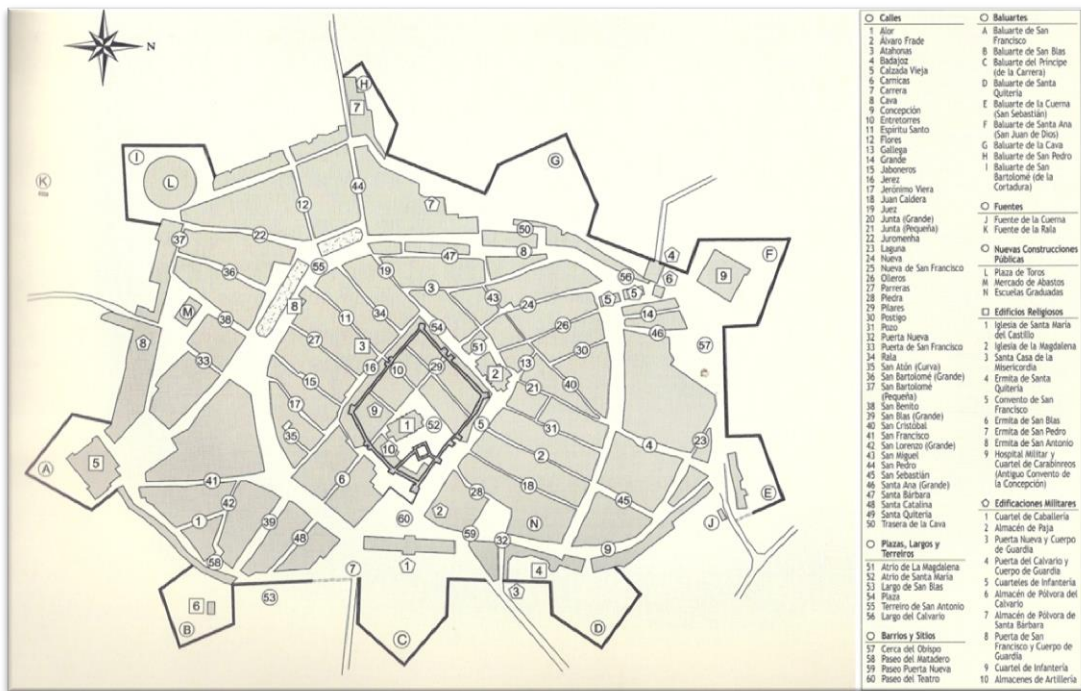 N
Calles
1 Alor
2 Álvaro Frade
3 Atahonas
4 Badajoz
5 Calzada Vieja
6 Carnicas
7 Carrera
8 Cava
9 Concepción
10 Entretorres
11 Espíritu Santo
12 Flores
13 Gallega
14 Grande
15 Jaboneros
16 Jerez
17 Jerónimo Viera
18 Juan Caldera
19 Juez
20 Junta (Grande)
21 Junta (Pequeña)
22 Juromenha
23 Laguna
24 Nueva
25 Nueva de San Francisco
26 Olleros
27 Parreras
28 Piedra
29 Pilares
30 Postigo
31 Pozo
32 Puerta Nueva
33 Puerta de San Francisco
34 Rala
35 San Atón (Curva)
36 San Bartolomé (Grande)
37 San Bartolomé
(Pequeña)
38 San Benito
39 San Blas (Grande)
40 San Cristóbal
41 San Francisco
42 San Lorenzo (Grande)
43 San Miguel
44 San Pedro
45 San Sebastián
46 Santa Ana (Grande)
47 Santa Bárbara
48 Santa Catalina
49 Santa Quiteria
50 Trasera de la Cava
Plazas, Largos y
Terreiros
51 Atrio de La Magdalena
52 Atrio de Santa María
53 Largo de San Blas
54 Plaza
55 Terreiro de San Antonio
56 Largo del Calvario
Barrios y Sitios
57 Cerca del Obispo
58 Paseo del Matadero
59 Paseo Puerta Nueva
60 Paseo del Teatro
Baluartes
A Baluarte de San
Francisco
B Baluarte de San Blas
C Baluarte del Príncipe
(de la Carrera)
D Baluarte de Santa
Quiteria
E Baluarte de la Cuerna
(San Sebastián)
F Baluarte de Santa Ana
(San Juan de Dios)
G Baluarte de la Cava
H Baluarte de San Pedro
I Baluarte de San
Bartolomé (de la
Cortadura)
Fuentes
J Fuente de la Cuerna
K Fuente de la Rala
Nuevas Construcciones
Públicas
L Plaza de Toros
M Mercado de Abastos
N Escuelas Graduadas
Edificios Religiosos
1 Iglesia de Santa María
del Castillo
2 Iglesia de la Magdalena
3 Santa Casa de la
Misericordia
4 Ermita de Santa
Quiteria
5 Convento de San
Francisco
6 Ermita de San Blas
7 Ermita de San Pedro
8 Ermita de San Antonio
9 Hospital Militar y
Cuartel de Carabineros
(Antiguo Convento de
la Concepción)
Edificaciones Militares
1 Cuartel de Caballería
2 Almacén de Paja
3 Puerta Nueva y Cuerpo
de Guardia
4 Puerta del Calvario y
Cuerpo de Guardia
5 Cuarteles de Infantería
6 Almacén de Pólvora del
Calvario
7 Almacén de Pólvora de
Santa Bárbara
8 Puerta de San
Francisco y Cuerpo de
Guardia
9 Cuartel de Infantería
10 Almacenes de Artillería